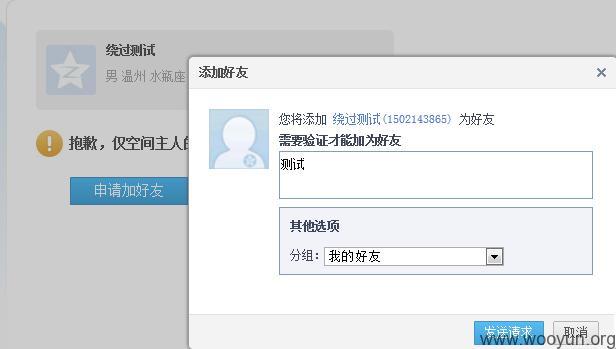 绕过测试
男 温州 水瓶座
抱歉，仅空间主人的
申请加好友
添加好友
您将添加 绕过测试(1502143865) 为好友
需要验证才能加为好友
测试
其他选项
分组：我的好友
发送请求 取消
www.wooyun.org